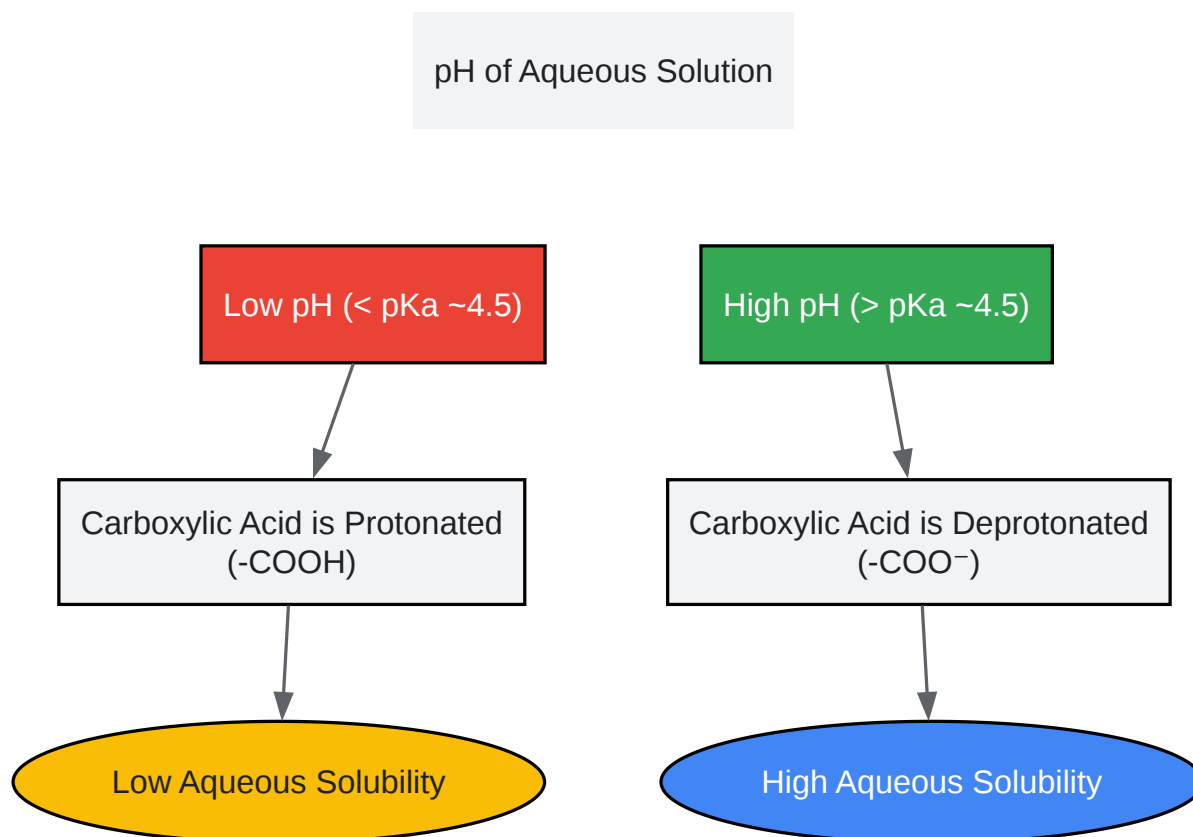 pH of Aqueous Solution
Low pH (< pKa ~4.5)
High pH (> pKa ~4.5)
Carboxylic Acid is Protonated
(-COOH)
Carboxylic Acid is Deprotonated
(-COO⁻)
Low Aqueous Solubility
High Aqueous Solubility